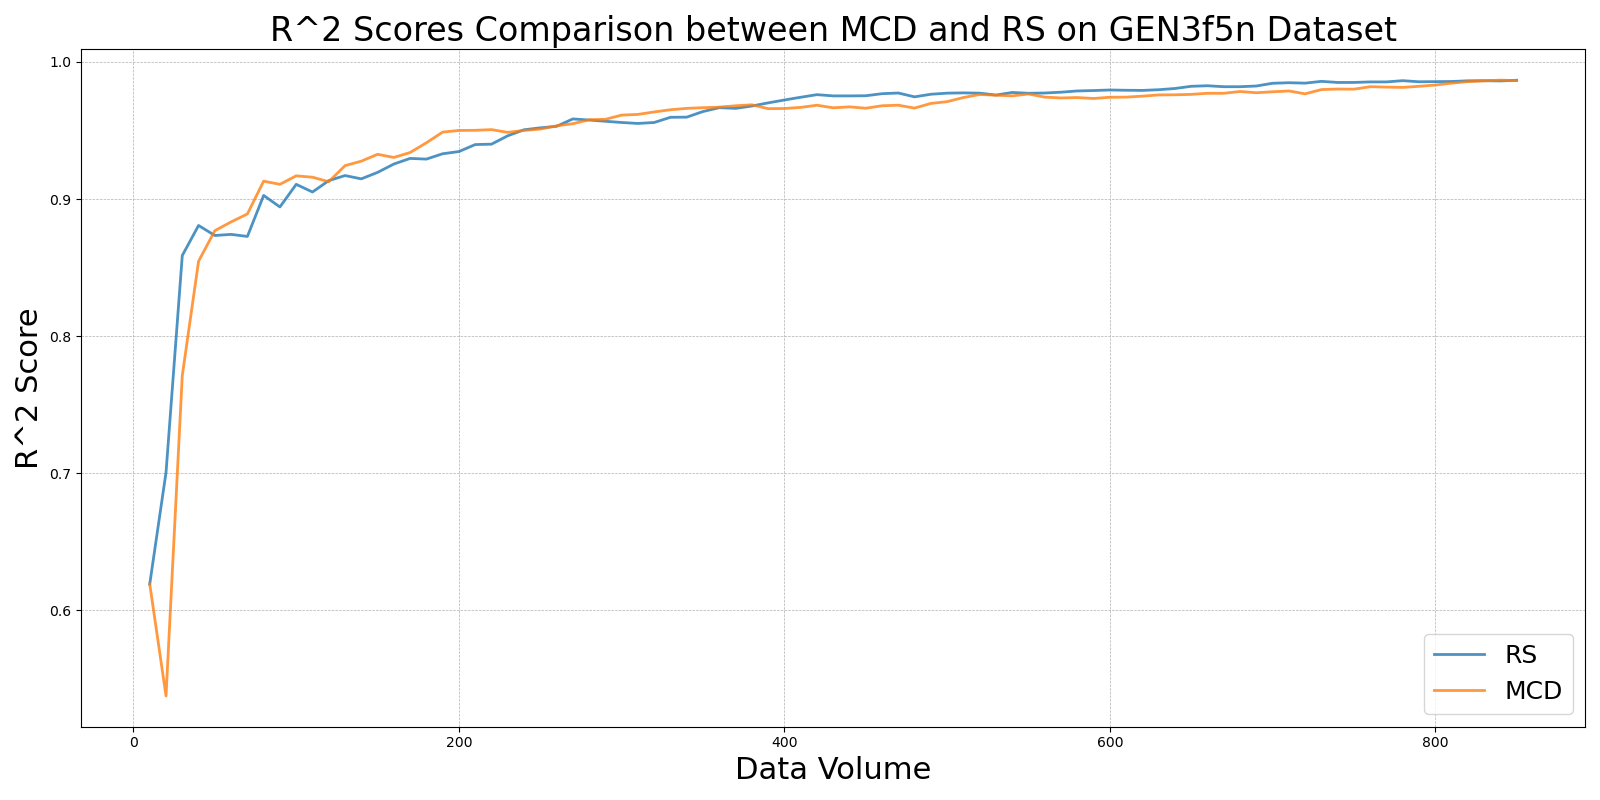 R^2 Scores Comparison between MCD and RS on GEN3f5n Dataset
R^2 Score
1.0
0.9
0.8
0.7
0.6
0
200
400
600
800
Data Volume
RS
MCD